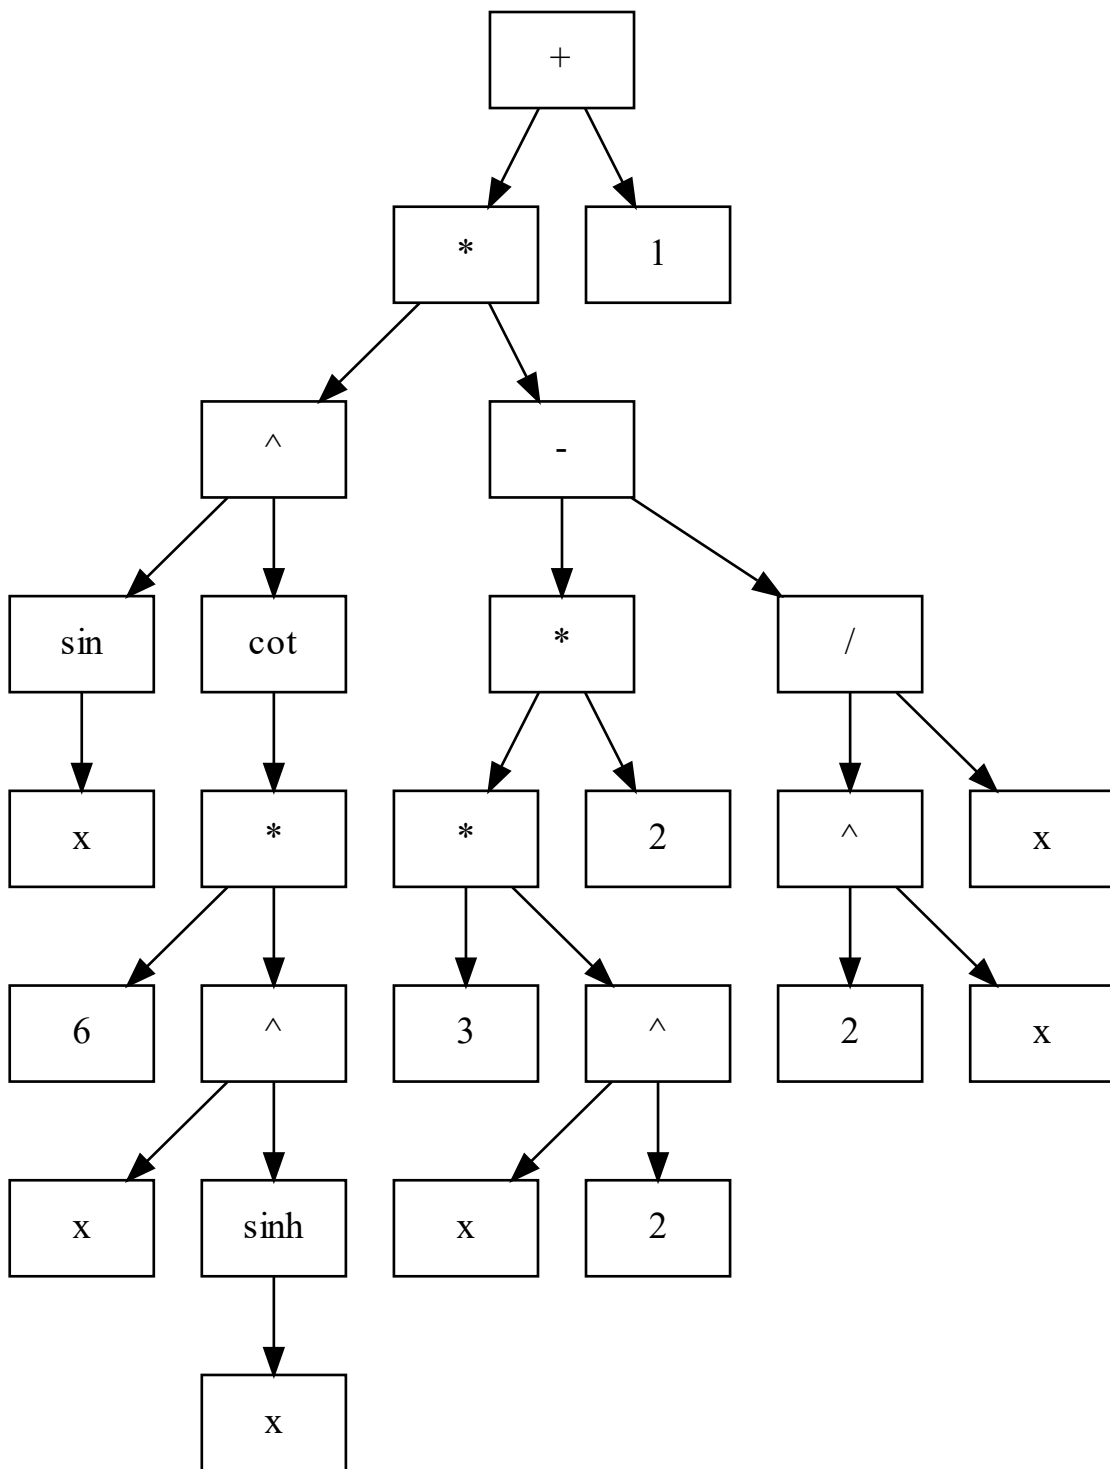 +
* 1
^ -
sin cot * /
x * * 2 ^ x
6 ^ 3 ^ 2 x
x sinh x 2
x